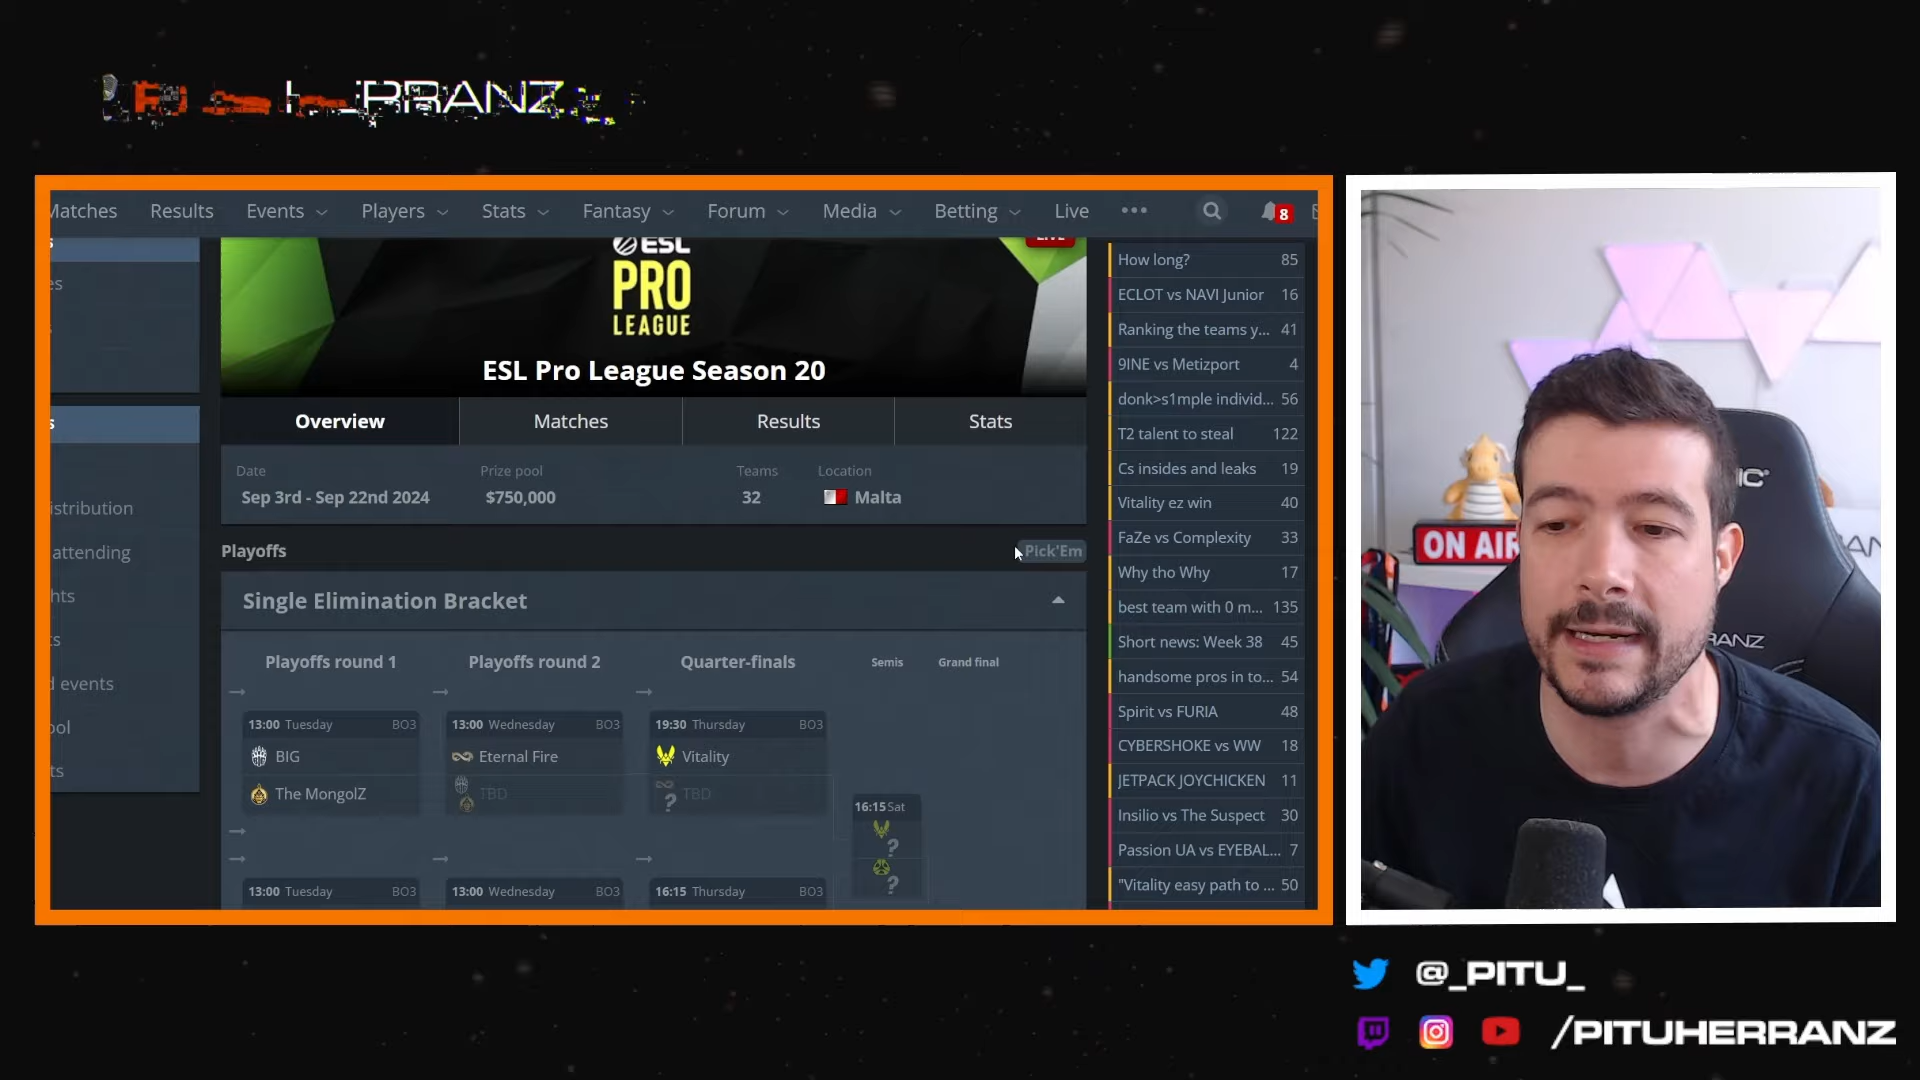 HERRANZ
Matches Results Events Players Stats Fantasy Forum Media Betting Live ••• 8
ESL
PRO
LEAGUE
LIVE
ESL Pro League Season 20
Overview Matches Results Stats
Date Prize pool Teams Location
Sep 3rd - Sep 22nd 2024 $750,000 32 Malta
Playoffs Pick'Em
Single Elimination Bracket
Playoffs round 1 Playoffs round 2 Quarter-finals Semis Grand final
13:00 Tuesday BO3 13:00 Wednesday BO3 19:30 Thursday BO3
BIG Eternal Fire Vitality
The MongolZ TBD ? TBD
16:15 Sat
?
?
13:00 Tuesday BO3 13:00 Wednesday BO3 16:15 Thursday BO3
istribution
attending
hts
ts
d events
ool
ts
How long? 85
ECLOT vs NAVI Junior 16
Ranking the teams y... 41
9INE vs Metizport 4
donk>s1mple individ... 56
T2 talent to steal 122
Cs insides and leaks 19
Vitality ez win 40
FaZe vs Complexity 33
Why tho Why 17
best team with 0 m... 135
Short news: Week 38 45
handsome pros in to... 54
Spirit vs FURIA 48
CYBERSHOKE vs WW 18
JETPACK JOYCHICKEN 11
Insilio vs The Suspect 30
Passion UA vs EYEBAL... 7
"Vitality easy path to ... 50
ON AIR
@_PITU_
/PITUHERRANZ